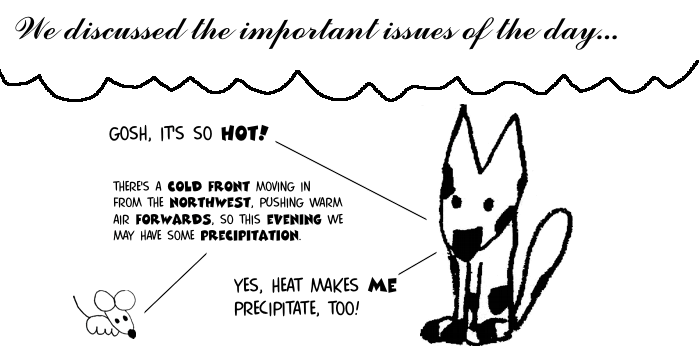 We discussed the important issues of the day...
GOSH, IT'S SO HOT!
THERE'S A COLD FRONT MOVING IN
FROM THE NORTHWEST, PUSHING WARM
AIR FORWARDS, SO THIS EVENING WE
MAY HAVE SOME PRECIPITATION.
YES, HEAT MAKES ME
PRECIPITATE, TOO!